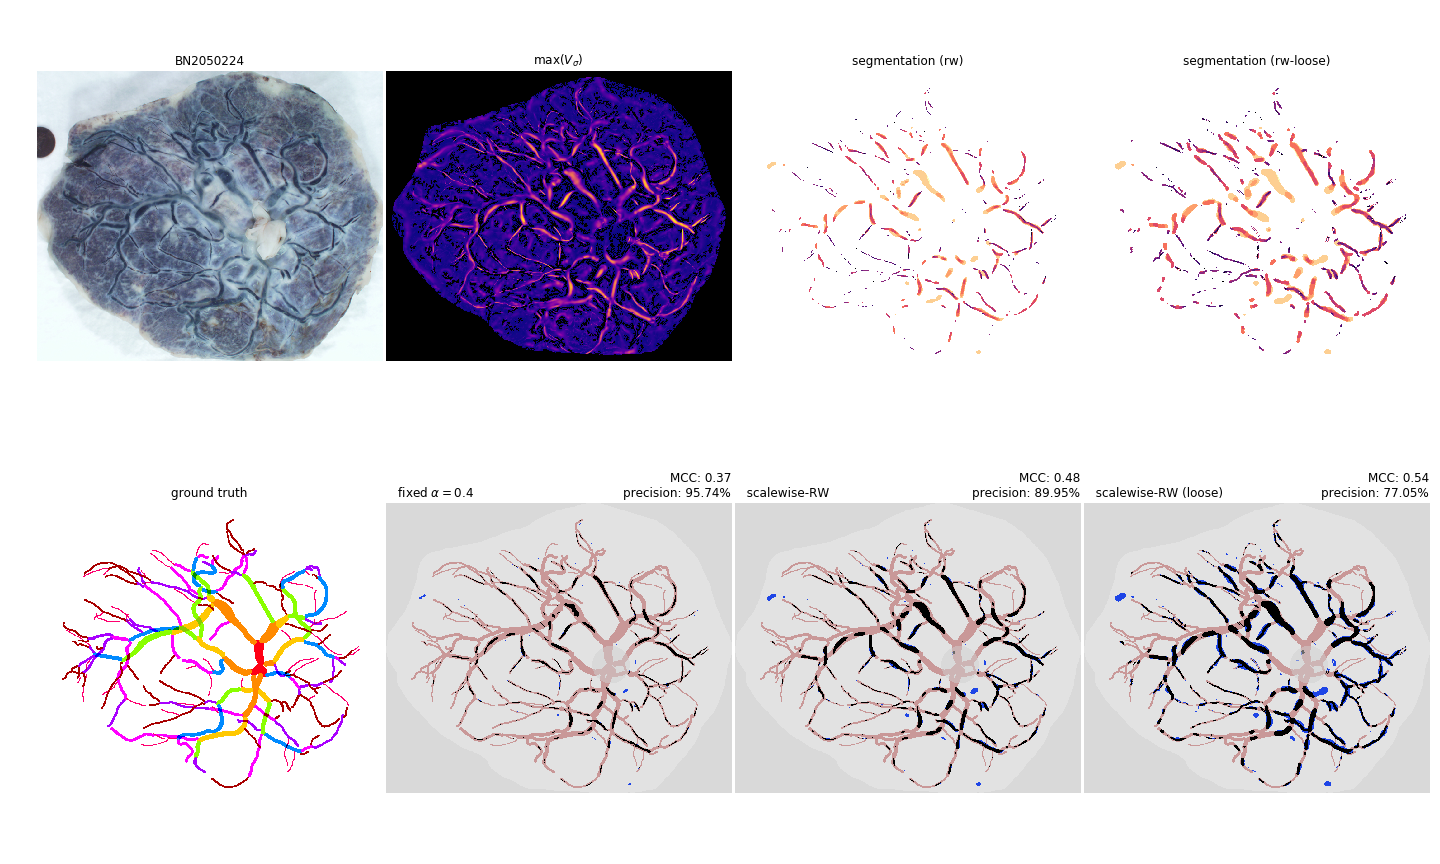 BN2050224
max(V_σ)
segmentation (rw)
segmentation (rw-loose)
ground truth
fixed α = 0.4
MCC: 0.37
precision: 95.74%
scalewise-RW
MCC: 0.48
precision: 89.95%
scalewise-RW (loose)
MCC: 0.54
precision: 77.05%